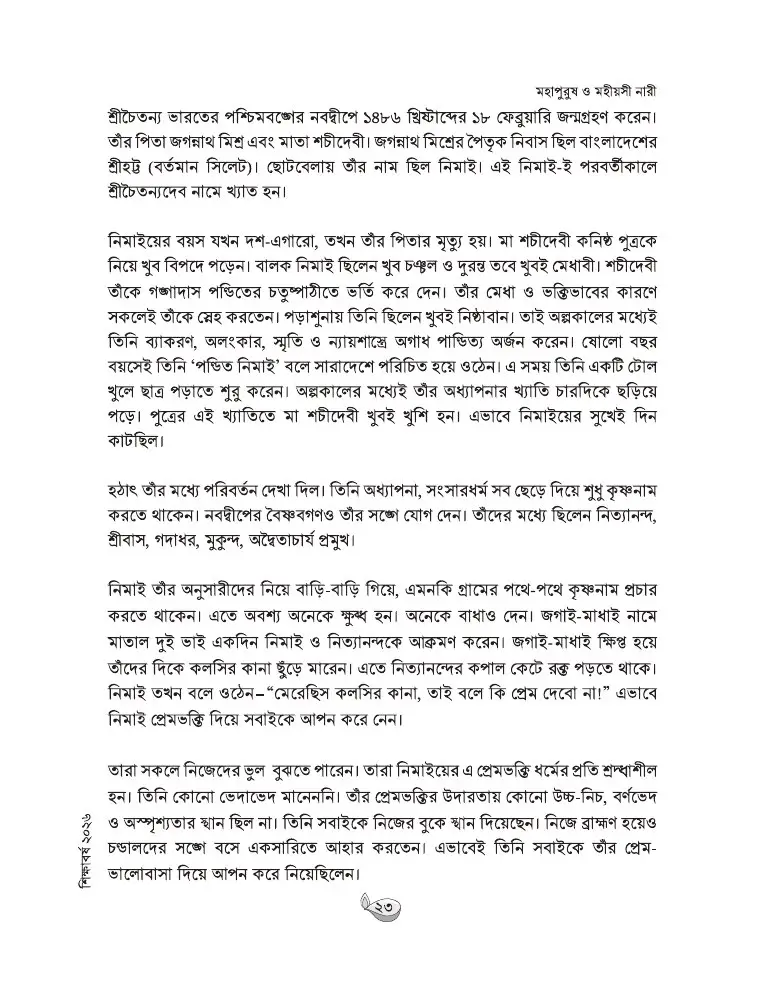 মহাপুরুষ ও মহীয়সী নারী
শ্রীচৈতন্য ভারতের পশ্চিমবঙ্গের নবদ্বীপে ১৪৮৬ খ্রিষ্টাব্দের ১৮ ফেব্রুয়ারি জন্মগ্রহণ করেন।
তাঁর পিতা জগন্নাথ মিশ্র এবং মাতা শচীদেবী। জগন্নাথ মিশ্রের পৈতৃক নিবাস ছিল বাংলাদেশের
শ্রীহট্ট (বর্তমান সিলেট)। ছোটবেলায় তাঁর নাম ছিল নিমাই। এই নিমাই-ই পরবর্তীকালে
শ্রীচৈতন্যদেব নামে খ্যাত হন।
নিমাইয়ের বয়স যখন দশ-এগারো, তখন তাঁর পিতার মৃত্যু হয়। মা শচীদেবী কনিষ্ঠ পুত্রকে
নিয়ে খুব বিপদে পড়েন। বালক নিমাই ছিলেন খুব চঞ্চল ও দুরন্ত তবে খুবই মেধাবী। শচীদেবী
তাঁকে গঙ্গাদাস পন্ডিতের চতুষ্পাঠীতে ভর্তি করে দেন। তাঁর মেধা ও ভক্তিভাবের কারণে
সকলেই তাঁকে স্নেহ করতেন। পড়াশুনায় তিনি ছিলেন খুবই নিষ্ঠাবান। তাই অল্পকালের মধ্যেই
তিনি ব্যাকরণ, অলংকার, স্মৃতি ও ন্যায়শাস্ত্রে অগাধ পান্ডিত্য অর্জন করেন। ষোলো বছর
বয়সেই তিনি ‘পন্ডিত নিমাই’ বলে সারাদেশে পরিচিত হয়ে ওঠেন। এ সময় তিনি একটি টোল
খুলে ছাত্র পড়াতে শুরু করেন। অল্পকালের মধ্যেই তাঁর অধ্যাপনার খ্যাতি চারদিকে ছড়িয়ে
পড়ে। পুত্রের এই খ্যাতিতে মা শচীদেবী খুবই খুশি হন। এভাবে নিমাইয়ের সুখেই দিন
কাটছিল।
হঠাৎ তাঁর মধ্যে পরিবর্তন দেখা দিল। তিনি অধ্যাপনা, সংসারধর্ম সব ছেড়ে দিয়ে শুধু কৃষ্ণনাম
করতে থাকেন। নবদ্বীপের বৈষ্ণবগণও তাঁর সঙ্গে যোগ দেন। তাঁদের মধ্যে ছিলেন নিত্যানন্দ,
শ্রীবাস, গদাধর, মুকুন্দ, অদ্বৈতাচার্য প্রমুখ।
নিমাই তাঁর অনুসারীদের নিয়ে বাড়ি-বাড়ি গিয়ে, এমনকি গ্রামের পথে-পথে কৃষ্ণনাম প্রচার
করতে থাকেন। এতে অবশ্য অনেকে ক্ষুব্ধ হন। অনেকে বাধাও দেন। জগাই-মাধাই নামে
মাতাল দুই ভাই একদিন নিমাই ও নিত্যানন্দকে আক্রমণ করেন। জগাই-মাধাই ক্ষিপ্ত হয়ে
তাঁদের দিকে কলসির কানা ছুঁড়ে মারেন। এতে নিত্যানন্দের কপাল কেটে রক্ত পড়তে থাকে।
নিমাই তখন বলে ওঠেন–“মেরেছিস কলসির কানা, তাই বলে কি প্রেম দেবো না!” এভাবে
নিমাই প্রেমভক্তি দিয়ে সবাইকে আপন করে নেন।
তারা সকলে নিজেদের ভুল বুঝতে পারেন। তারা নিমাইয়ের এ প্রেমভক্তি ধর্মের প্রতি শ্রদ্ধাশীল
হন। তিনি কোনো ভেদাভেদ মানেননি। তাঁর প্রেমভক্তির উদারতায় কোনো উচ্চ-নিচ, বর্ণভেদ
ও অস্পৃশ্যতার স্থান ছিল না। তিনি সবাইকে নিজের বুকে স্থান দিয়েছেন। নিজে ব্রাহ্মণ হয়েও
চন্ডালদের সঙ্গে বসে একসারিতে আহার করতেন। এভাবেই তিনি সবাইকে তাঁর প্রেম-
ভালোবাসা দিয়ে আপন করে নিয়েছিলেন।
শিক্ষাবর্ষ ২০২৬
২৩